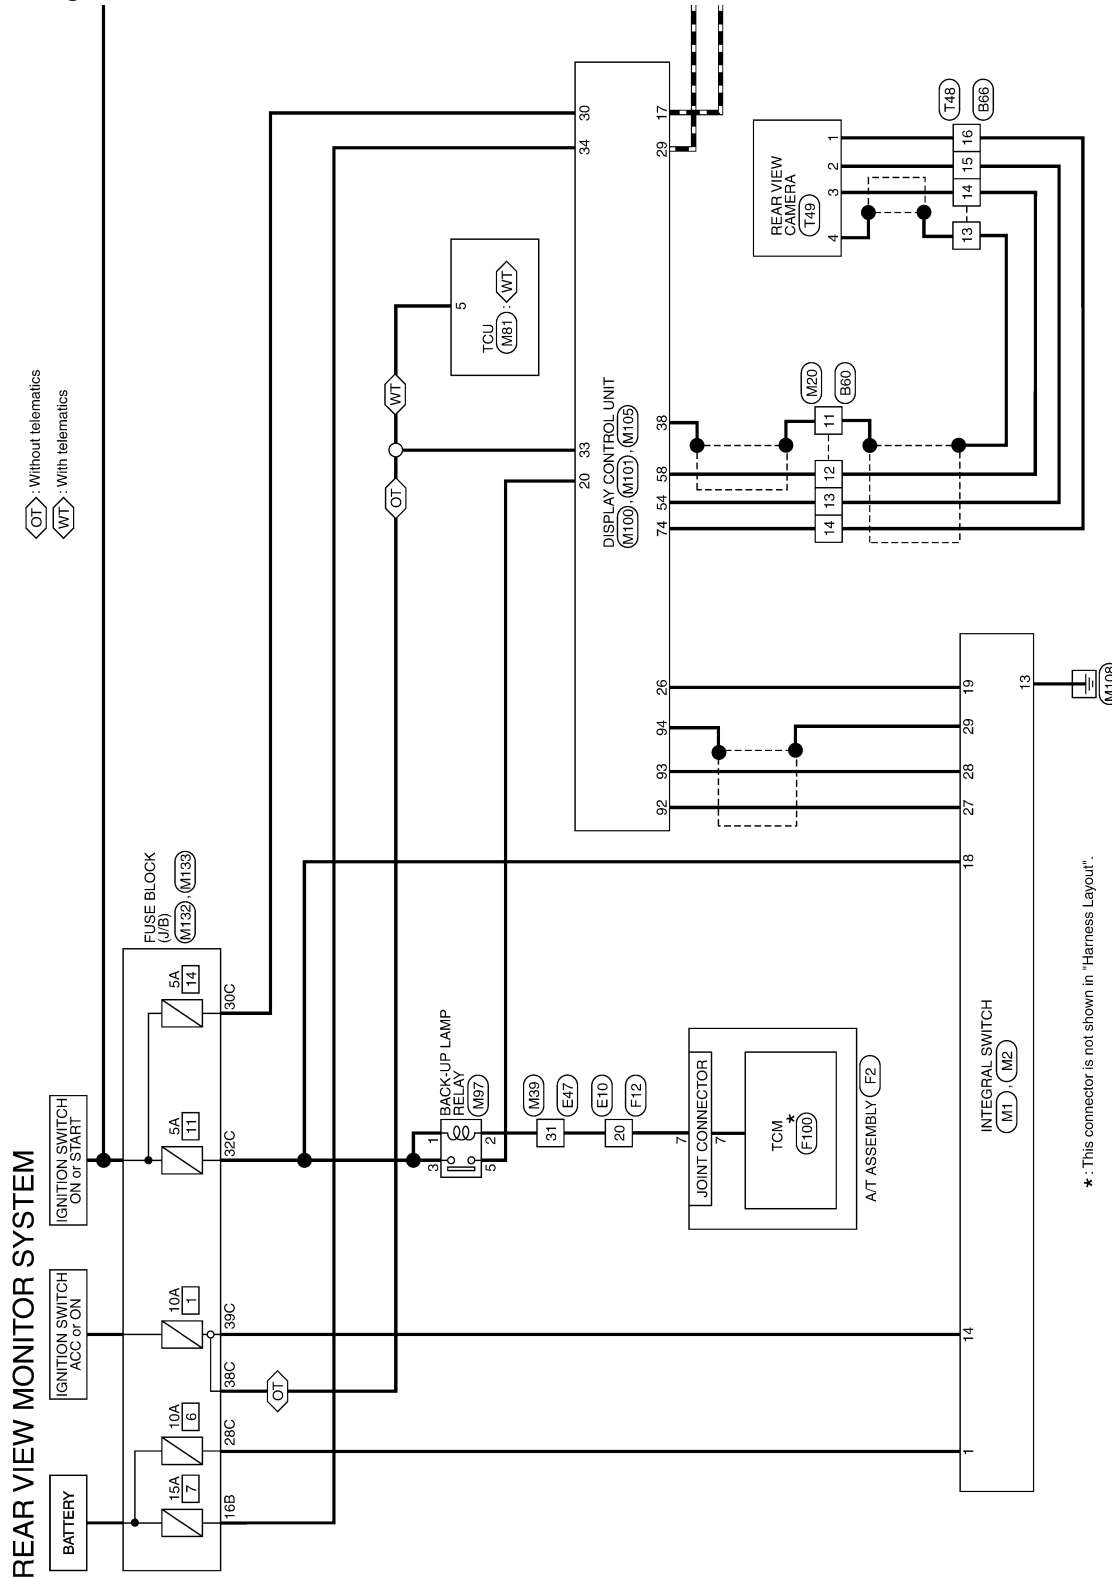 REAR VIEW MONITOR SYSTEM
OT : Without telematics
WT : With telematics
BATTERY
IGNITION SWITCH
ACC or ON
IGNITION SWITCH
ON or START
15A
7
10A
6
10A
1
5A
11
5A
14
FUSE BLOCK
(J/B)
M132 , M133
16B
28C
38C
39C
32C
30C
OT
OT
WT
TCU
M81 : WT
5
BACK-UP LAMP
RELAY
M97
3
1
5
2
M39
31
E47
E10
20
F12
7
JOINT CONNECTOR
7
TCM
*
F100
A/T ASSEMBLY F2
20
33
34
30
DISPLAY CONTROL UNIT
M100 , M101 , M105
92
93
94
26
74
54
58
38
29
17
M20
14
13
12
11
B60
REAR VIEW
CAMERA
T49
4
3
2
1
T48
13
14
15
16
B66
1
14
18
27
28
29
19
INTEGRAL SWITCH
M1 , M2
13
M108
* : This connector is not shown in "Harness Layout".